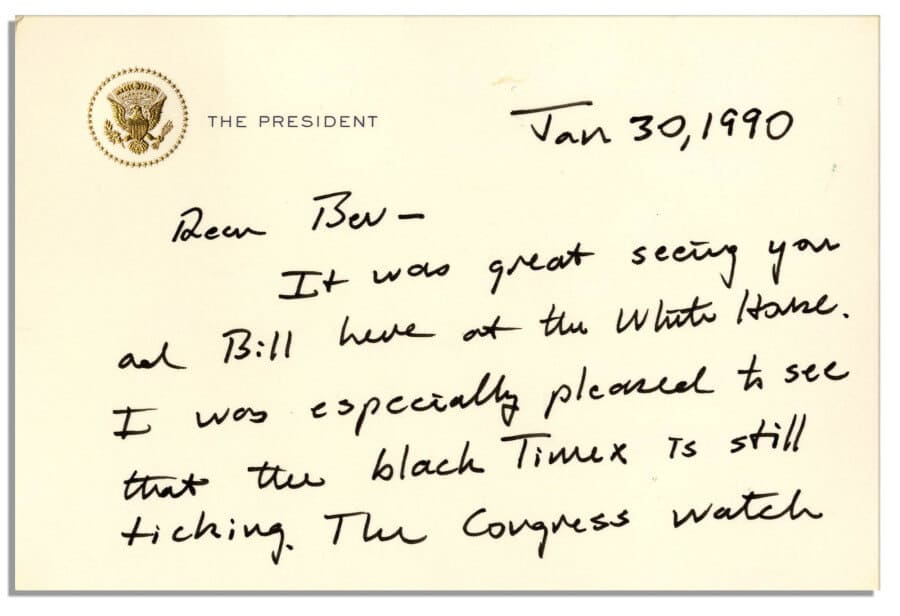 THE PRESIDENT
Jan 30, 1990
Dear Bev —
It was great seeing you
and Bill here at the White House.
I was especially pleased to see
that the black Timex is still
ticking. The Congress watch